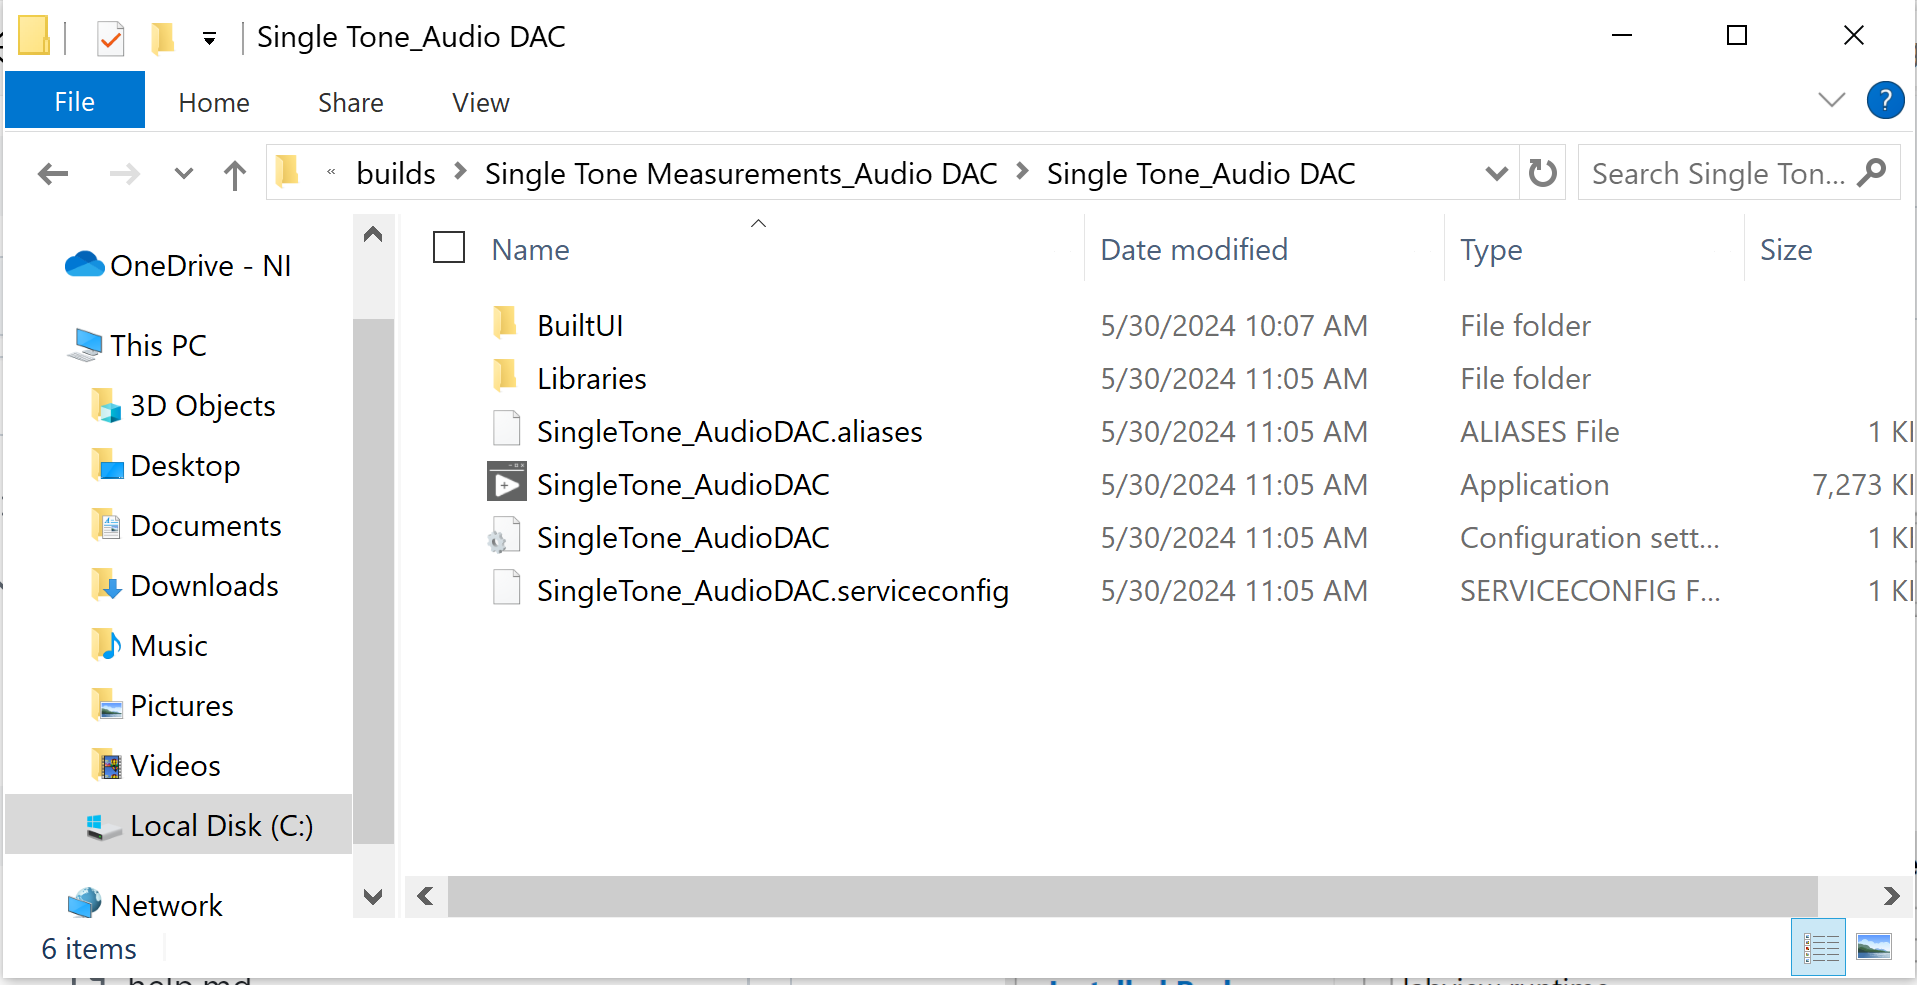 Single Tone_Audio DAC
File Home Share View ?
« builds > Single Tone Measurements_Audio DAC > Single Tone_Audio DAC
Search Single Ton...
OneDrive - NI
This PC
3D Objects
Desktop
Documents
Downloads
Music
Pictures
Videos
Local Disk (C:)
Network
Name Date modified Type Size
BuiltUI 5/30/2024 10:07 AM File folder
Libraries 5/30/2024 11:05 AM File folder
SingleTone_AudioDAC.aliases 5/30/2024 11:05 AM ALIASES File 1 KI
SingleTone_AudioDAC 5/30/2024 11:05 AM Application 7,273 KI
SingleTone_AudioDAC 5/30/2024 11:05 AM Configuration sett... 1 KI
SingleTone_AudioDAC.serviceconfig 5/30/2024 11:05 AM SERVICECONFIG F... 1 KI
6 items
help.md